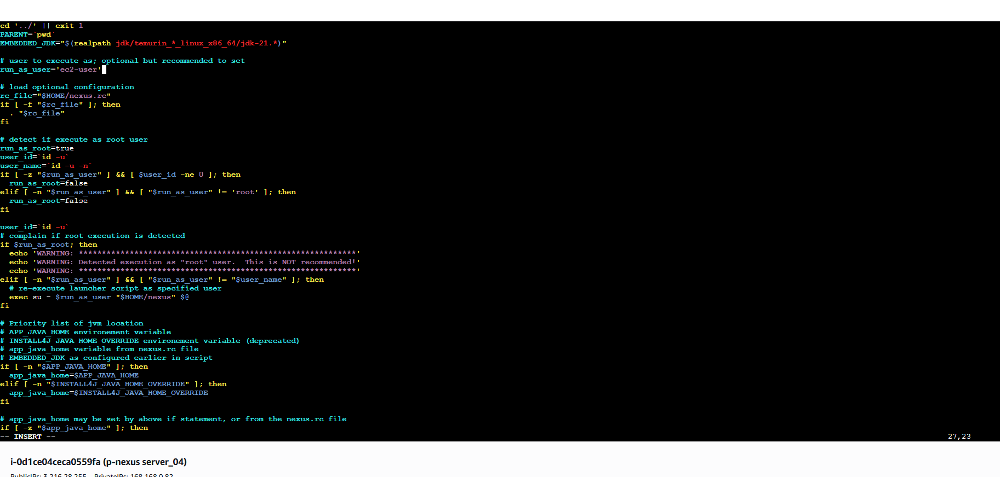 cd '../' || exit 1
PARENT=`pwd`
EMBEDDED_JDK="$(realpath jdk/temurin_*_linux_x86_64/jdk-21.*)"
# user to execute as; optional but recommended to set
run_as_user='ec2-user'
# load optional configuration
rc_file="$HOME/nexus.rc"
if [ -f "$rc_file" ]; then
  . "$rc_file"
fi
# detect if execute as root user
run_as_root=true
user_id=`id -u`
user_name=`id -u -n`
if [ -z "$run_as_user" ] && [ $user_id -ne 0 ]; then
  run_as_root=false
elif [ -n "$run_as_user" ] && [ "$run_as_user" != 'root' ]; then
  run_as_root=false
fi
user_id=`id -u`
# complain if root execution is detected
if $run_as_root; then
  echo 'WARNING: ************************************************************'
  echo 'WARNING: Detected execution as "root" user.  This is NOT recommended!'
  echo 'WARNING: ************************************************************'
elif [ -n "$run_as_user" ] && [ "$run_as_user" != "$user_name" ]; then
  # re-execute launcher script as specified user
  exec su - $run_as_user "$HOME/nexus" $@
fi
# Priority list of jvm location
# APP_JAVA_HOME environement variable
# INSTALL4J JAVA HOME OVERRIDE environement variable (deprecated)
# app_java_home variable from nexus.rc file
# EMBEDDED_JDK as configured earlier in script
if [ -n "$APP_JAVA_HOME" ]; then
  app_java_home=$APP_JAVA_HOME
elif [ -n "$INSTALL4J_JAVA_HOME_OVERRIDE" ]; then
  app_java_home=$INSTALL4J_JAVA_HOME_OVERRIDE
fi
# app_java_home may be set by above if statement, or from the nexus.rc file
if [ -z "$app_java_home" ]; then
-- INSERT -- 27,23
i-0d1ce04ceca0559fa (p-nexus server_04)
PublicIPs: 3.216.28.255 PrivateIPs: 168.168.0.82